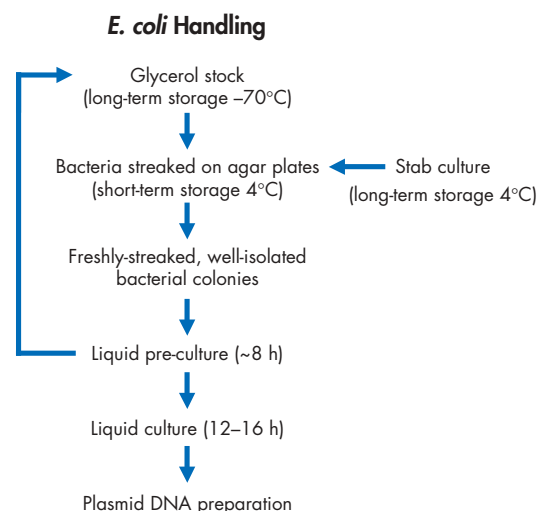 E. coli Handling
Glycerol stock
(long-term storage –70°C)
Bacteria streaked on agar plates
(short-term storage 4°C)
Stab culture
(long-term storage 4°C)
Freshly-streaked, well-isolated
bacterial colonies
Liquid pre-culture (~8 h)
Liquid culture (12–16 h)
Plasmid DNA preparation